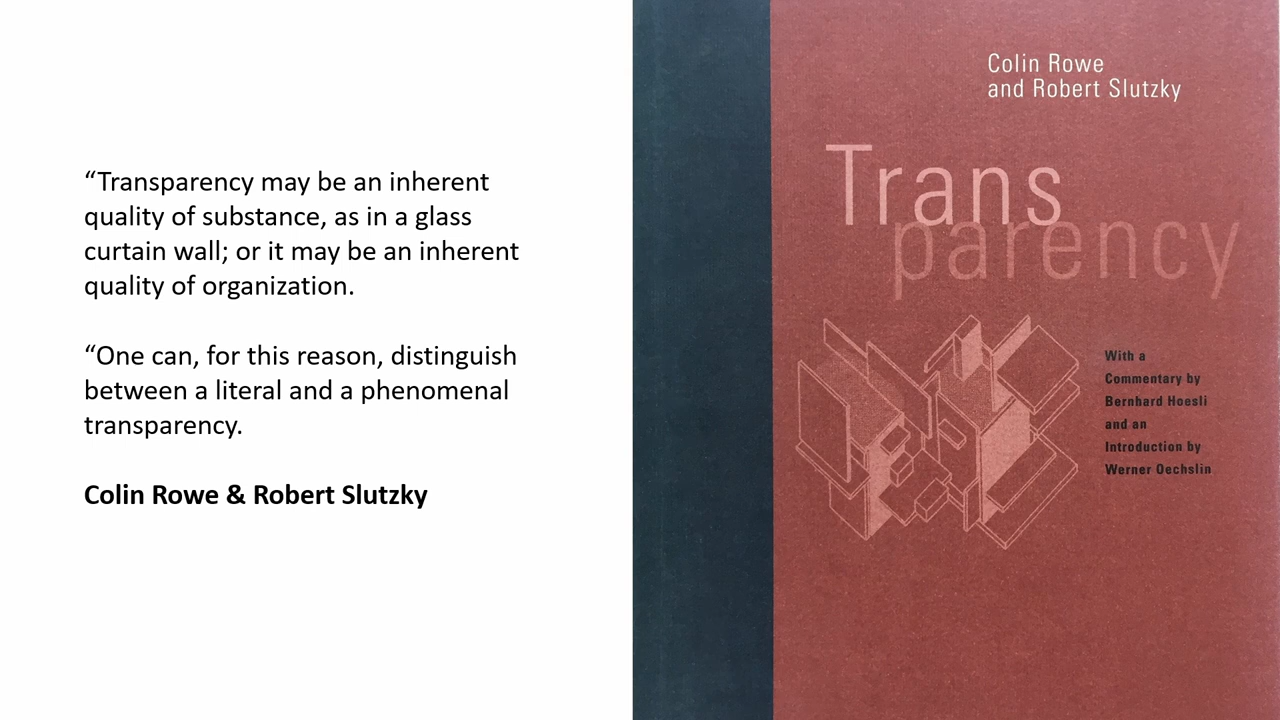 “Transparency may be an inherent
quality of substance, as in a glass
curtain wall; or it may be an inherent
quality of organization.
“One can, for this reason, distinguish
between a literal and a phenomenal
transparency.
Colin Rowe & Robert Slutzky
Colin Rowe
and Robert Slutzky
Trans
parency
With a
Commentary by
Bernhard Hoesli
and an
Introduction by
Werner Oechslin